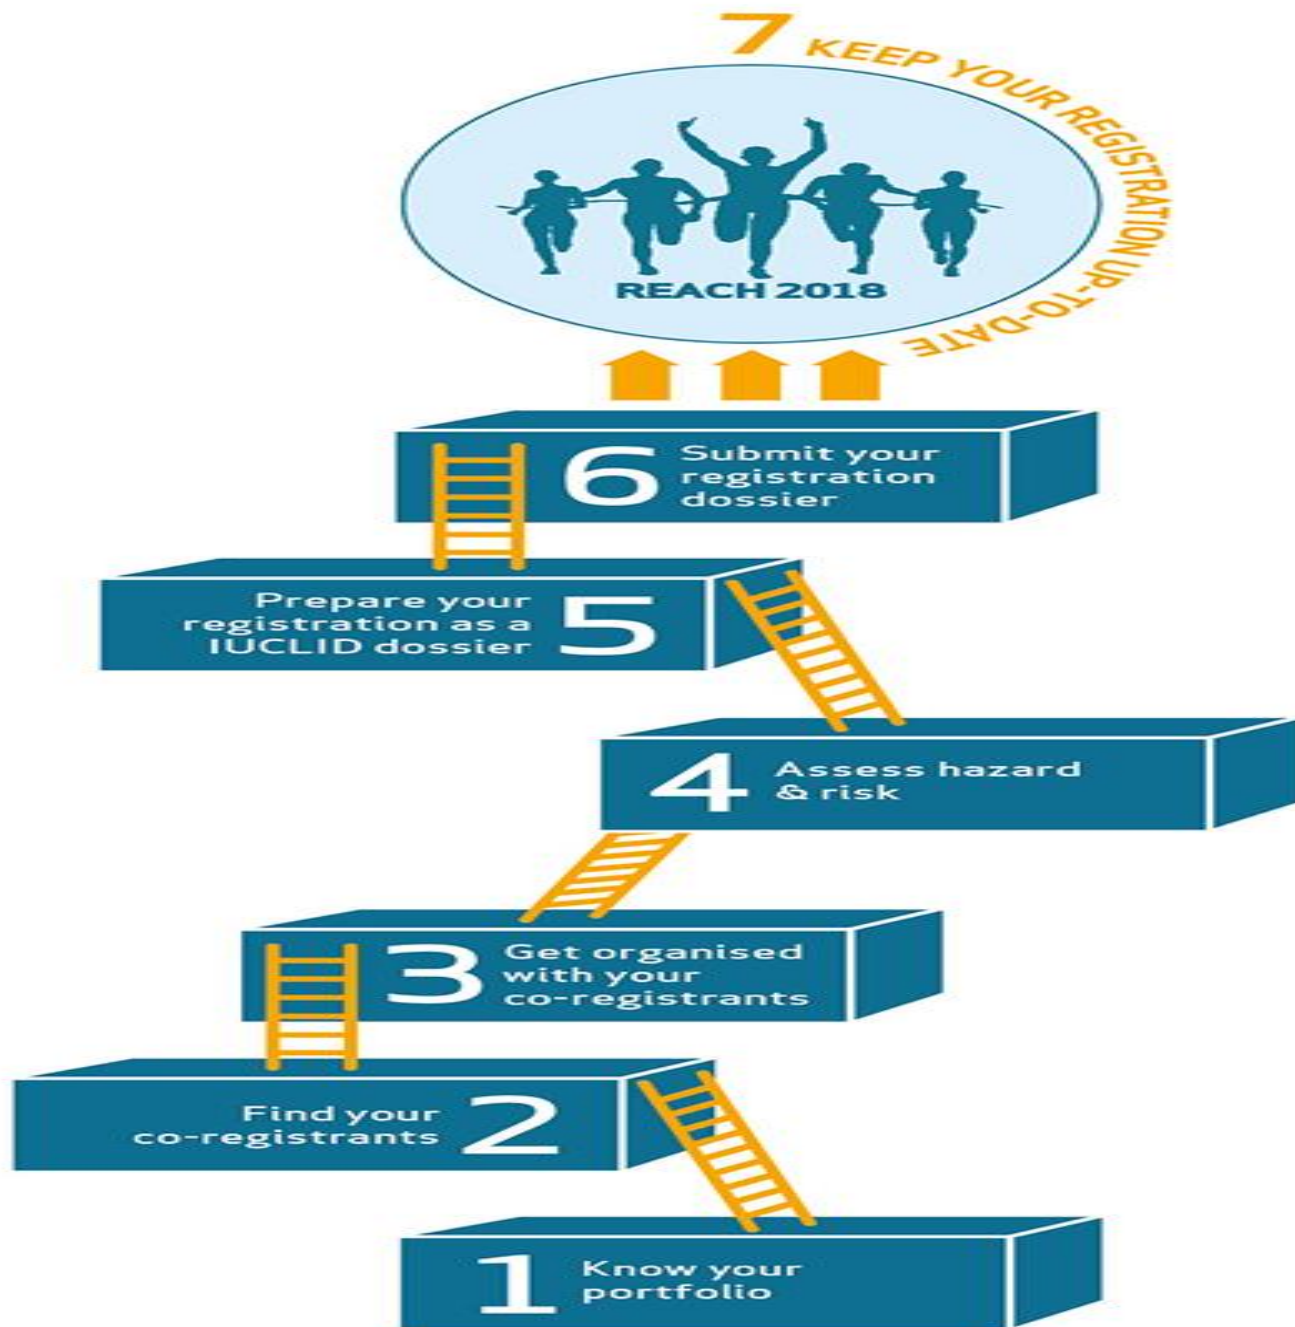 7 KEEP YOUR REGISTRATION UP-TO-DATE
REACH 2018
6 Submit your
registration
dossier
Prepare your
registration as a
IUCLID dossier 5
4 Assess hazard
& risk
3 Get organised
with your
co-registrants
Find your
co-registrants 2
1 Know your
portfolio